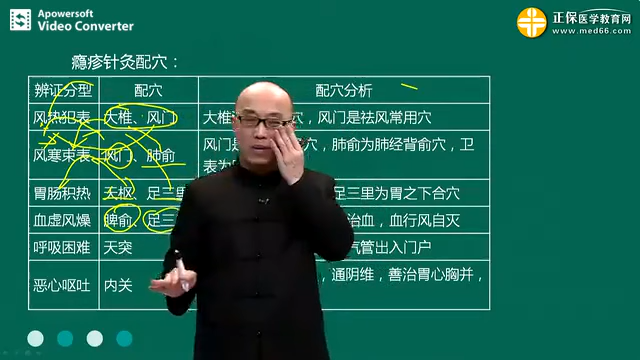 Apowersoft
Video Converter
正保医学教育网
www.med66.com
瘾疹针灸配穴：
辨证分型 配穴 配穴分析
风热犯表 大椎、风门 大椎 穴，风门是祛风常用穴
风寒束表 风门、肺俞 风门 穴，肺俞为肺经背俞穴，卫
表为
胃肠积热 天枢、足三里 足三里为胃之下合穴
血虚风燥 脾俞、足三 治血，血行风自灭
呼吸困难 天突 气管出入门户
恶心呕吐 内关 ，通阴维，善治胃心胸并，